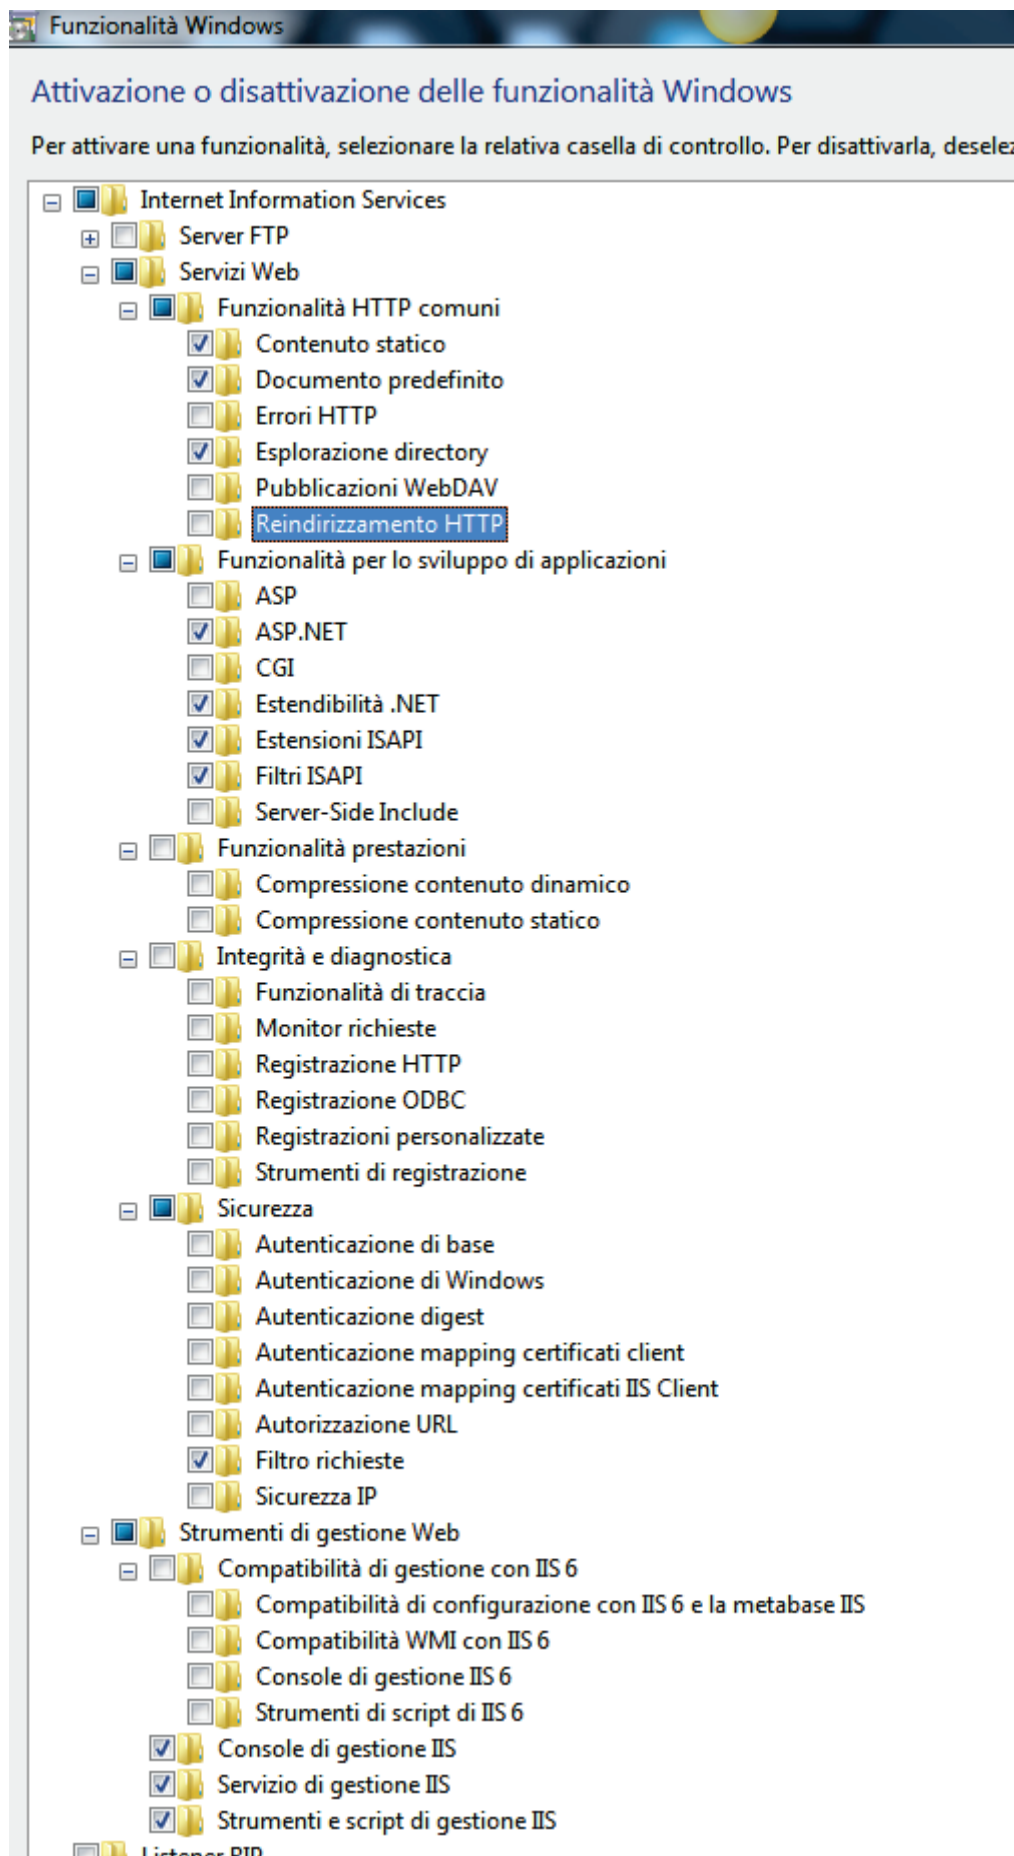 Funzionalità Windows
Attivazione o disattivazione delle funzionalità Windows
Per attivare una funzionalità, selezionare la relativa casella di controllo. Per disattivarla, deselez
Internet Information Services
Server FTP
Servizi Web
Funzionalità HTTP comuni
Contenuto statico
Documento predefinito
Errori HTTP
Esplorazione directory
Pubblicazioni WebDAV
Reindirizzamento HTTP
Funzionalità per lo sviluppo di applicazioni
ASP
ASP.NET
CGI
Estendibilità .NET
Estensioni ISAPI
Filtri ISAPI
Server-Side Include
Funzionalità prestazioni
Compressione contenuto dinamico
Compressione contenuto statico
Integrità e diagnostica
Funzionalità di traccia
Monitor richieste
Registrazione HTTP
Registrazione ODBC
Registrazioni personalizzate
Strumenti di registrazione
Sicurezza
Autenticazione di base
Autenticazione di Windows
Autenticazione digest
Autenticazione mapping certificati client
Autenticazione mapping certificati IIS Client
Autorizzazione URL
Filtro richieste
Sicurezza IP
Strumenti di gestione Web
Compatibilità di gestione con IIS 6
Compatibilità di configurazione con IIS 6 e la metabase IIS
Compatibilità WMI con IIS 6
Console di gestione IIS 6
Strumenti di script di IIS 6
Console di gestione IIS
Servizio di gestione IIS
Strumenti e script di gestione IIS
Listener RIP